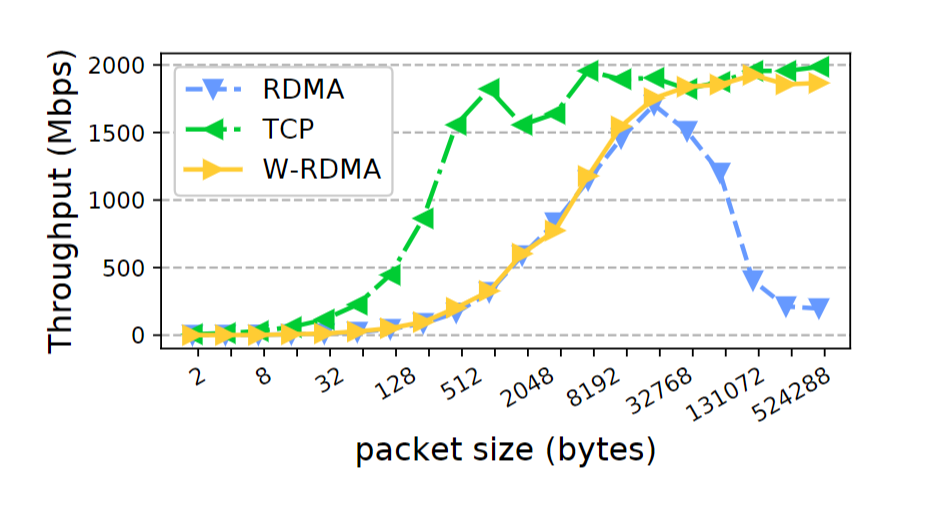 Throughput (Mbps)
2000
1500
1000
500
0
RDMA
TCP
W-RDMA
2 8 32 128 512 2048 8192 32768 131072 524288
packet size (bytes)